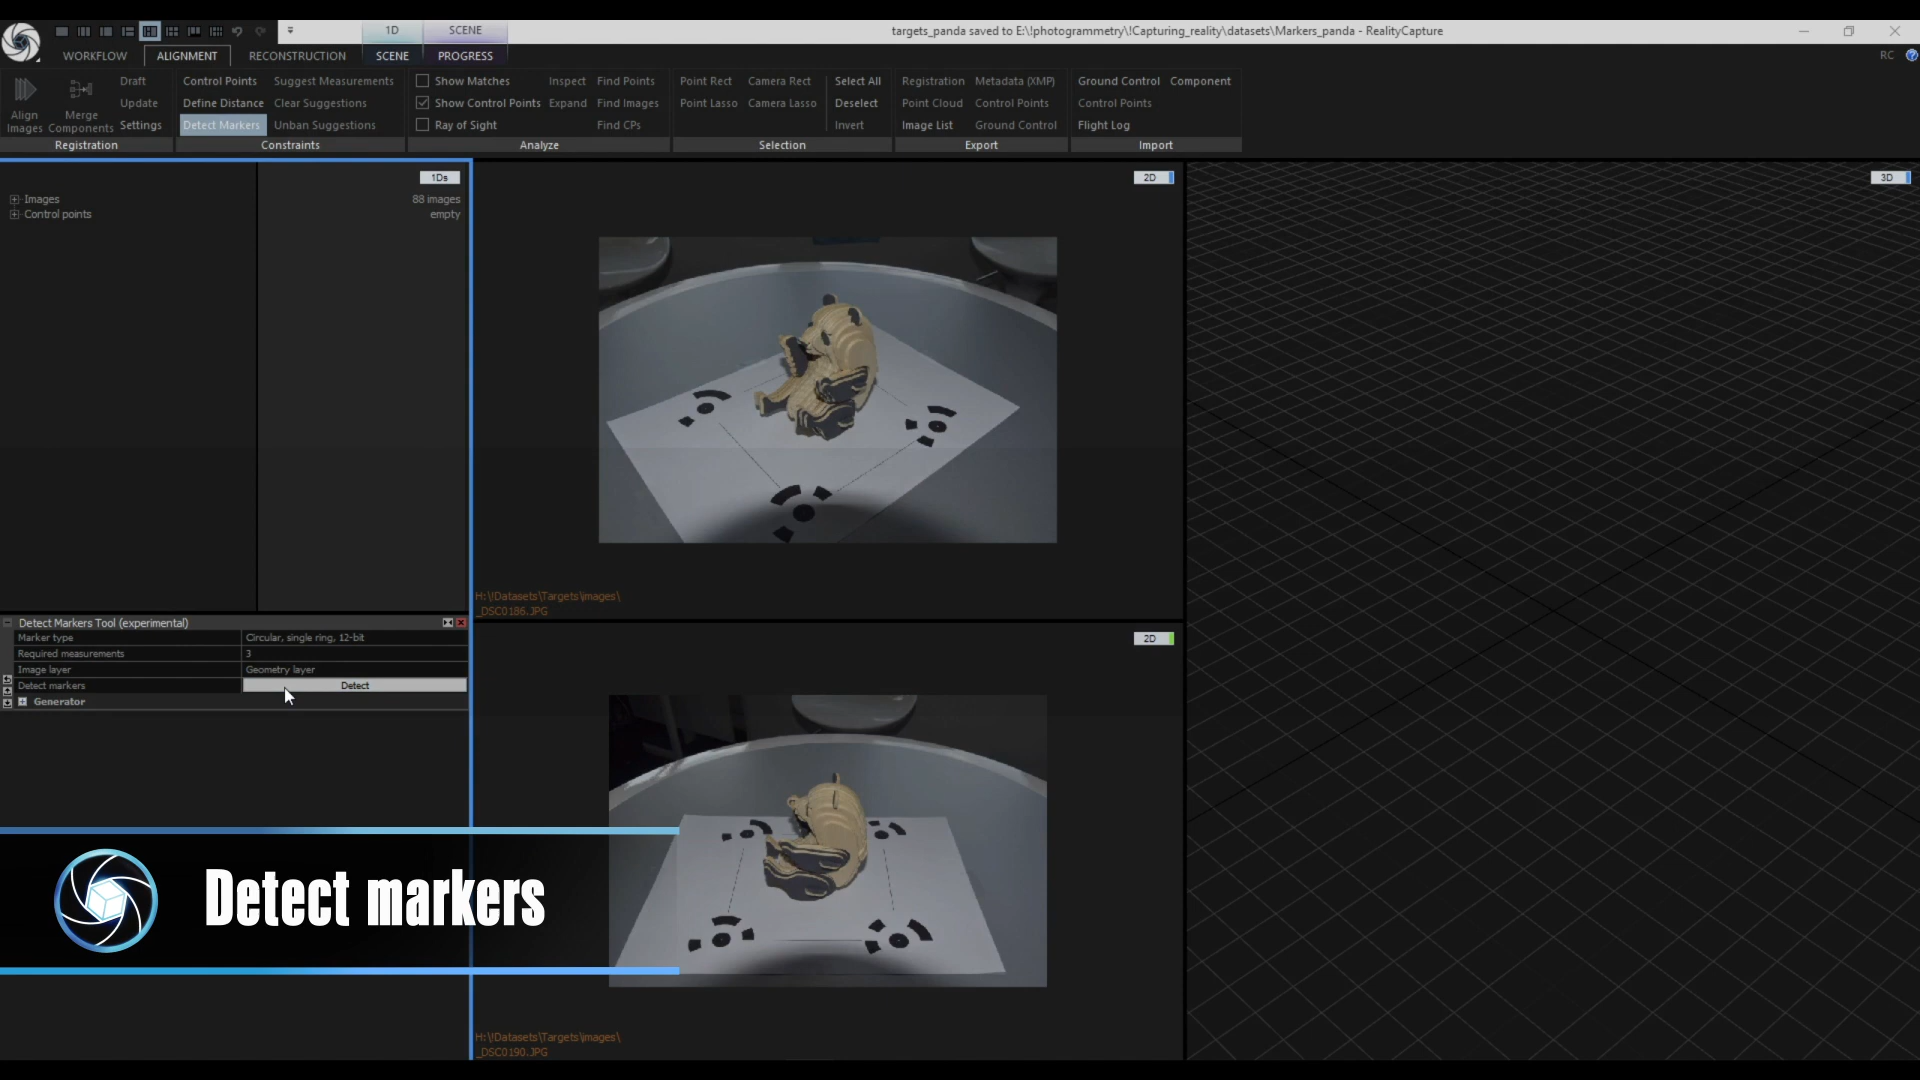 1D SCENE
targets_panda saved to E:\!photogrammetry\!Capturing_reality\datasets\Markers_panda - RealityCapture
WORKFLOW ALIGNMENT RECONSTRUCTION SCENE PROGRESS
RC
Align Images
Merge Components
Draft
Update
Settings
Registration
Control Points Suggest Measurements
Define Distance Clear Suggestions
Detect Markers Unban Suggestions
Constraints
Show Matches Inspect Find Points
Show Control Points Expand Find Images
Ray of Sight Find CPs
Analyze
Point Rect Camera Rect Select All
Point Lasso Camera Lasso Deselect
Invert
Selection
Registration Metadata (XMP)
Point Cloud Control Points
Image List Ground Control
Export
Ground Control Component
Control Points
Flight Log
Import
1Ds
Images 88 images
Control points empty
2D
H:\!Datasets\Targets\images\
_DSC0186.JPG
3D
Detect Markers Tool (experimental)
Marker type Circular, single ring, 12-bit
Required measurements 3
Image layer Geometry layer
Detect markers Detect
Generator
2D
H:\!Datasets\Targets\images\
_DSC0190.JPG
Detect markers